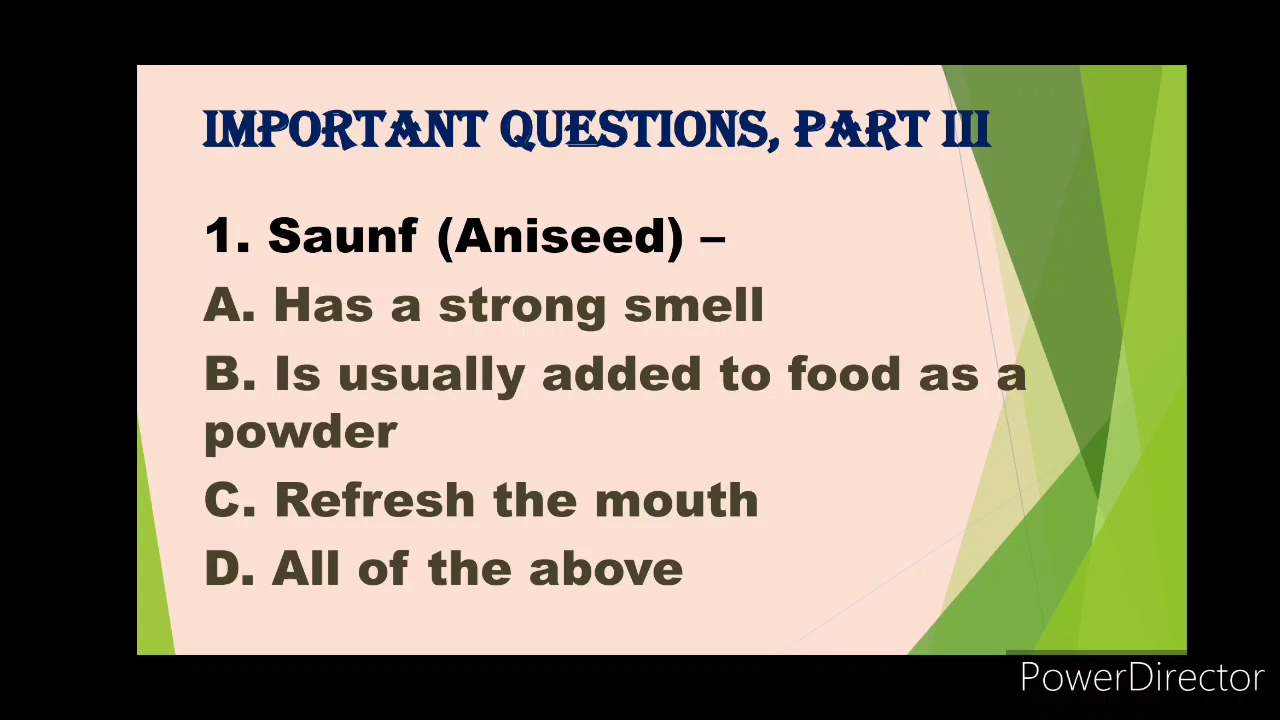 IMPORTANT QUESTIONS, PART III
1. Saunf (Aniseed) –
A. Has a strong smell
B. Is usually added to food as a
powder
C. Refresh the mouth
D. All of the above
PowerDirector